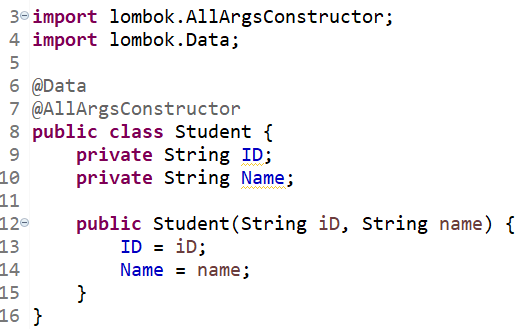 3 import lombok.AllArgsConstructor;
4 import lombok.Data;
5
6 @Data
7 @AllArgsConstructor
8 public class Student {
9     private String ID;
10     private String Name;
11
12     public Student(String iD, String name) {
13         ID = iD;
14         Name = name;
15     }
16 }